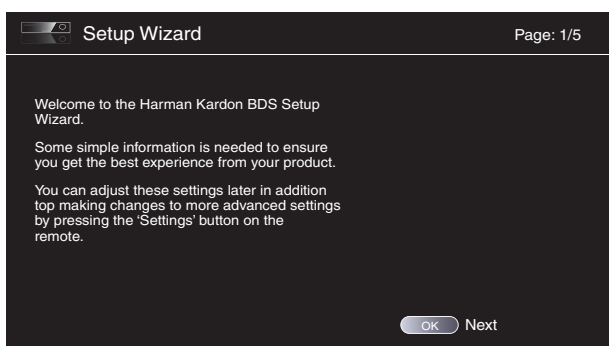 Setup Wizard
Page: 1/5
Welcome to the Harman Kardon BDS Setup
Wizard.
Some simple information is needed to ensure
you get the best experience from your product.
You can adjust these settings later in addition
top making changes to more advanced settings
by pressing the ‘Settings’ button on the
remote.
OK Next